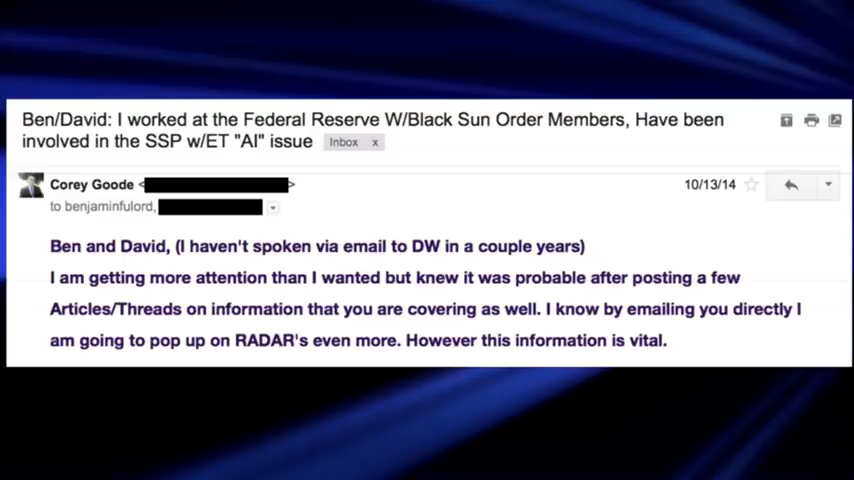 Ben/David: I worked at the Federal Reserve W/Black Sun Order Members, Have been
involved in the SSP w/ET "AI" issue Inbox x
Corey Goode < > 10/13/14
to benjaminfulord,
Ben and David, (I haven't spoken via email to DW in a couple years)
I am getting more attention than I wanted but knew it was probable after posting a few
Articles/Threads on information that you are covering as well. I know by emailing you directly I
am going to pop up on RADAR's even more. However this information is vital.